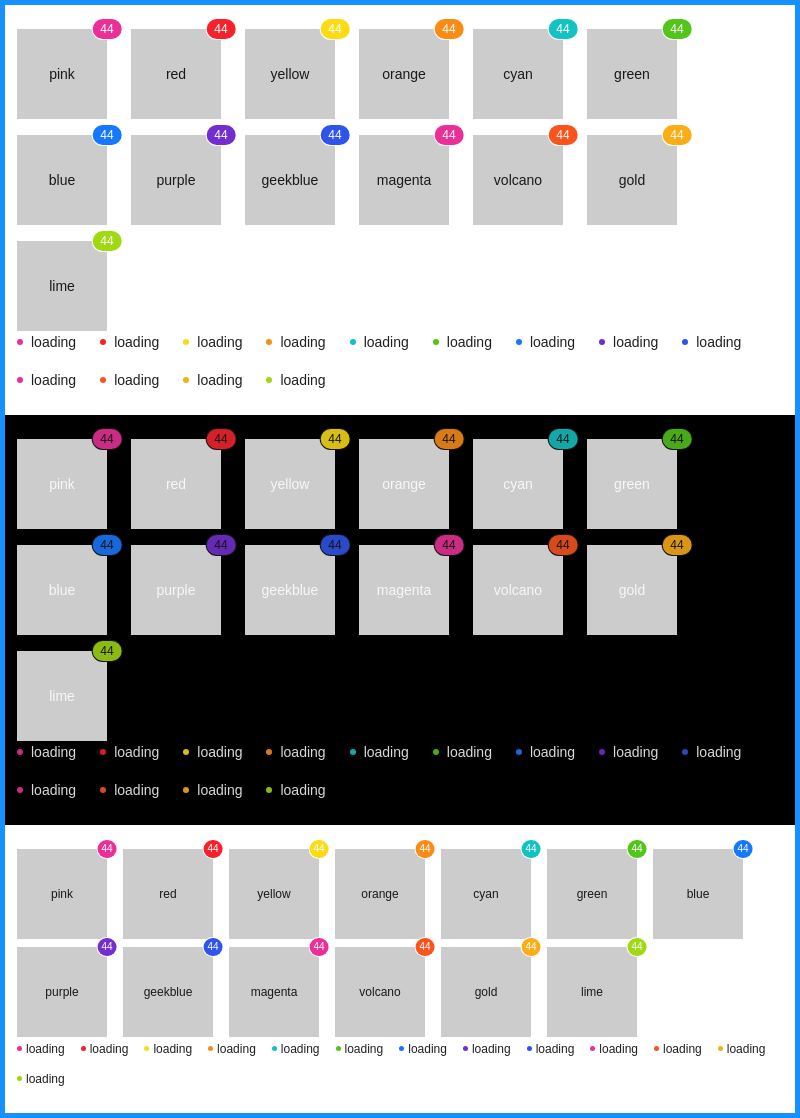 44 44 44 44 44 44
pink red yellow orange cyan green
44 44 44 44 44 44
blue purple geekblue magenta volcano gold
44
lime
loading loading loading loading loading loading loading loading loading
loading loading loading loading
44 44 44 44 44 44
pink red yellow orange cyan green
44 44 44 44 44 44
blue purple geekblue magenta volcano gold
44
lime
loading loading loading loading loading loading loading loading loading
loading loading loading loading
44 44 44 44 44 44 44
pink red yellow orange cyan green blue
44 44 44 44 44 44
purple geekblue magenta volcano gold lime
loading loading loading loading loading loading loading loading loading loading loading loading
loading